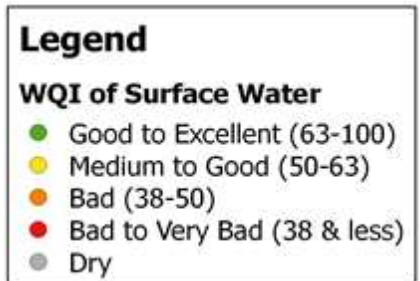 Legend
WQI of Surface Water
Good to Excellent (63-100)
Medium to Good (50-63)
Bad (38-50)
Bad to Very Bad (38 & less)
Dry